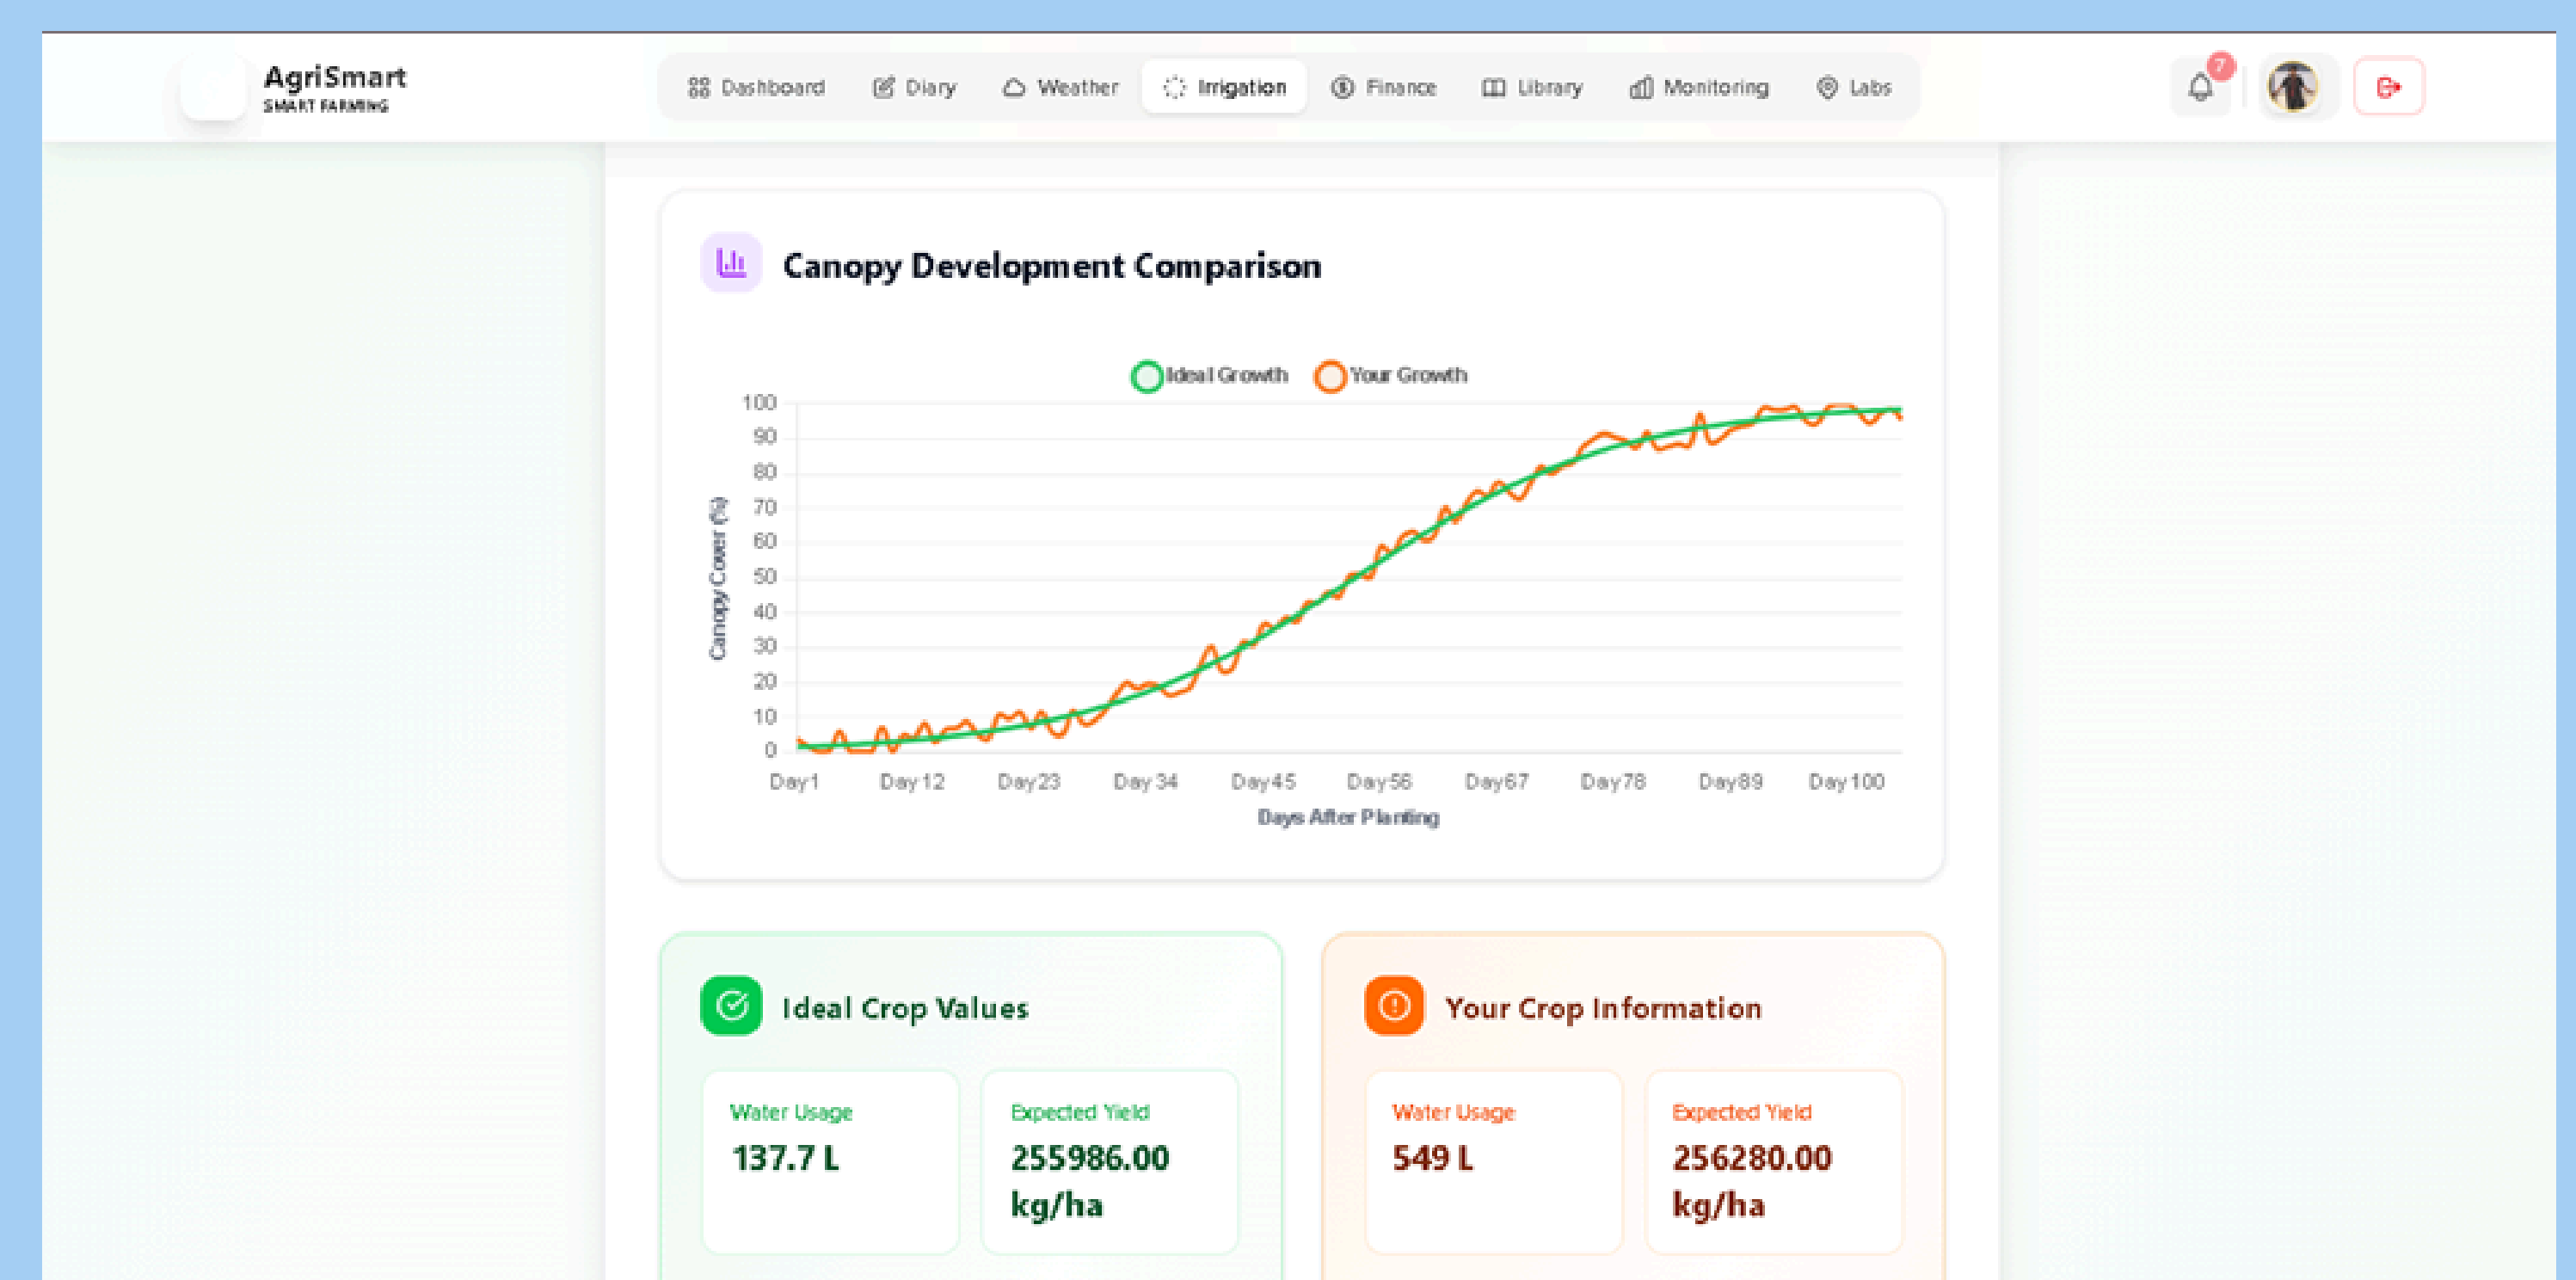 AgriSmart
SMART FARMING
Dashboard
Diary
Weather
Irrigation
Finance
Library
Monitoring
Labs
7
Canopy Development Comparison
Ideal Growth
Your Growth
100
90
80
70
60
50
40
30
20
10
0
Canopy Cover (%)
Day 1
Day 12
Day 23
Day 34
Day 45
Day 56
Day 67
Day 78
Day 89
Day 100
Days After Planting
Ideal Crop Values
Water Usage
137.7 L
Expected Yield
255986.00
kg/ha
Your Crop Information
Water Usage
549 L
Expected Yield
256280.00
kg/ha